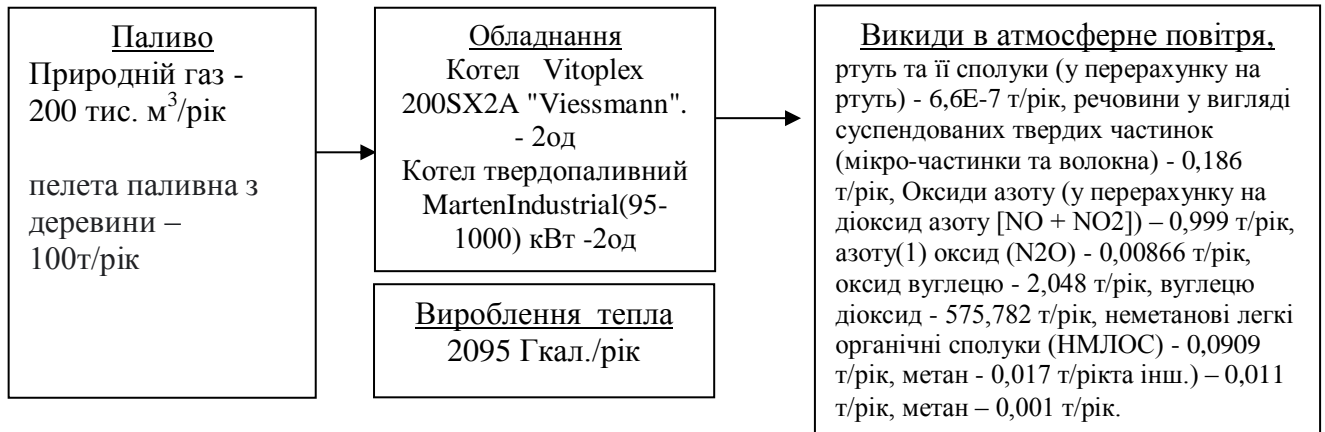 Паливо
Природній газ -
200 тис. м³/рік
пелета паливна з
деревини –
100т/рік
Обладнання
Котел Vitoplex
200SX2A "Viessmann".
- 2од
Котел твердопаливний
MartenIndustrial(95-
1000) кВт -2од
Вироблення тепла
2095 Гкал./рік
Викиди в атмосферне повітря,
ртуть та її сполуки (у перерахунку на
ртуть) - 6,6Е-7 т/рік, речовини у вигляді
суспендованих твердих частинок
(мікро-частинки та волокна) - 0,186
т/рік, Оксиди азоту (у перерахунку на
діоксид азоту [NO + NO2]) – 0,999 т/рік,
азоту(1) оксид (N2O) - 0,00866 т/рік,
оксид вуглецю - 2,048 т/рік, вуглецю
діоксид - 575,782 т/рік, неметанові легкі
органічні сполуки (НМЛОС) - 0,0909
т/рік, метан - 0,017 т/рікта інш.) – 0,011
т/рік, метан – 0,001 т/рік.